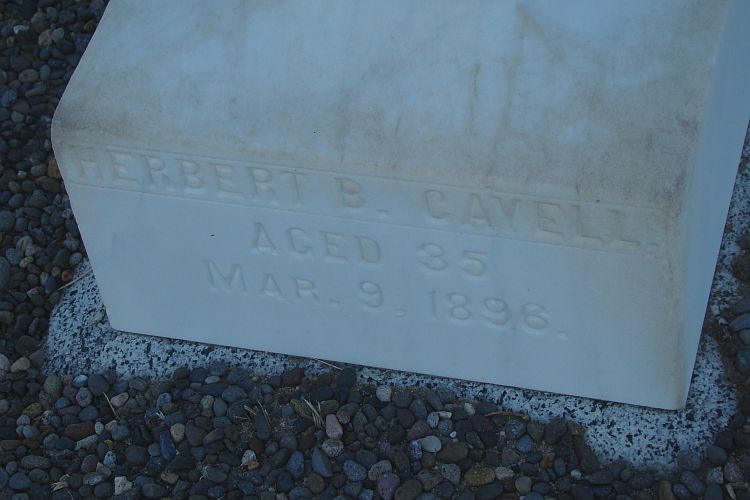 HERBERT B. CAVELL.
AGED 35
MAR. 9. 1896.